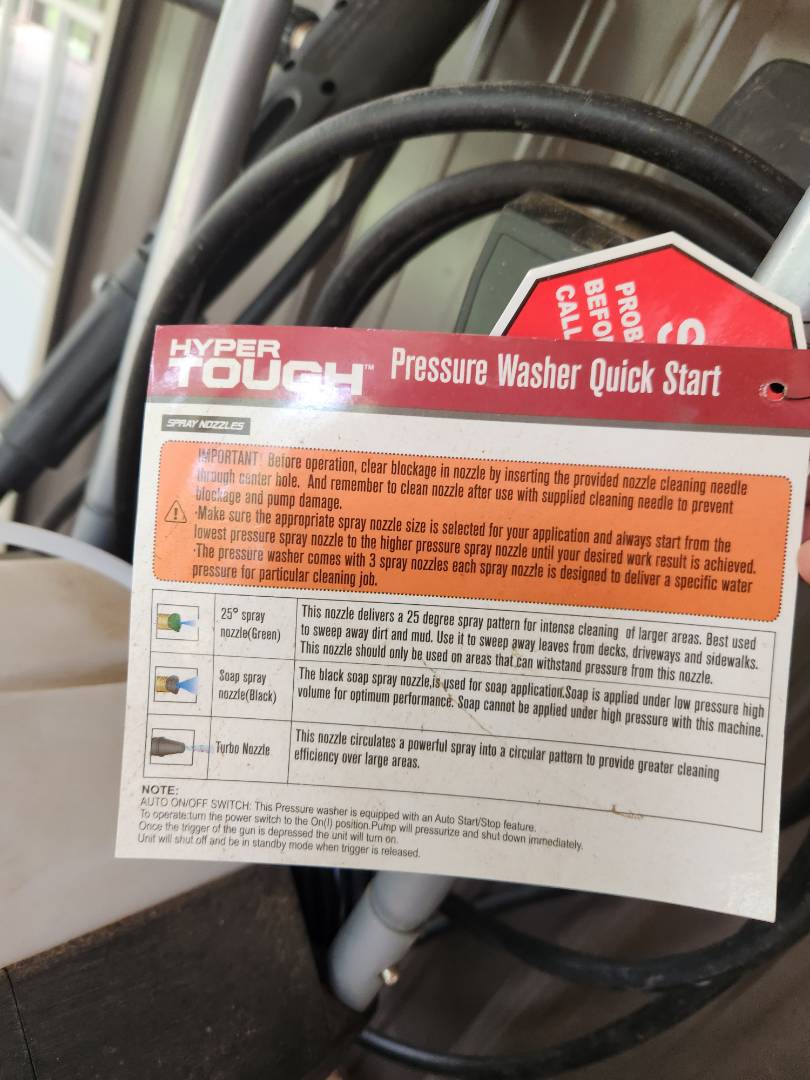 PROB
BEFO
CALL
HYPER
TOUGH™ Pressure Washer Quick Start
SPRAY NOZZLES
IMPORTANT! Before operation, clear blockage in nozzle by inserting the provided nozzle cleaning needle
through center hole. And remember to clean nozzle after use with supplied cleaning needle to prevent
blockage and pump damage.
·Make sure the appropriate spray nozzle size is selected for your application and always start from the
lowest pressure spray nozzle to the higher pressure spray nozzle until your desired work result is achieved.
·The pressure washer comes with 3 spray nozzles each spray nozzle is designed to deliver a specific water
pressure for particular cleaning job.
25° spray
nozzle(Green)
This nozzle delivers a 25 degree spray pattern for intense cleaning of larger areas. Best used
to sweep away dirt and mud. Use it to sweep away leaves from decks, driveways and sidewalks.
This nozzle should only be used on areas that can withstand pressure from this nozzle.
Soap spray
nozzle(Black)
The black soap spray nozzle,is used for soap application.Soap is applied under low pressure high
volume for optimum performance. Soap cannot be applied under high pressure with this machine.
Turbo Nozzle
This nozzle circulates a powerful spray into a circular pattern to provide greater cleaning
efficiency over large areas.
NOTE:
AUTO ON/OFF SWITCH: This Pressure washer is equipped with an Auto Start/Stop feature.
To operate:turn the power switch to the On(I) position.Pump will pressurize and shut down immediately.
Once the trigger of the gun is depressed the unit will turn on.
Unit will shut off and be in standby mode when trigger is released.